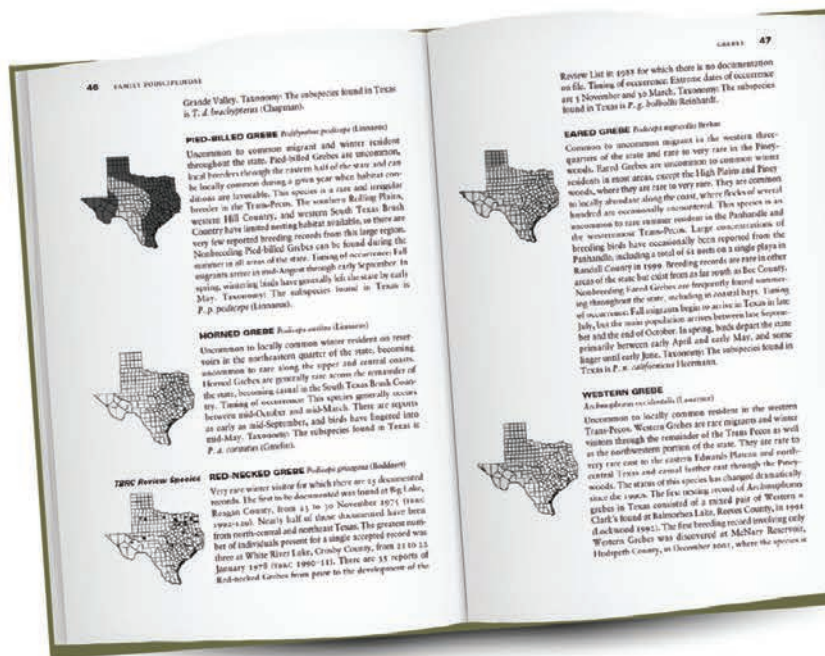 46 FAMILY PODICIPEDIDAE
Grande Valley. Taxonomy: The subspecies found in Texas
is T. d. brachypterus (Chapman).
PIED-BILLED GREBE Podilymbus podiceps (Linnaeus)
Uncommon to common migrant and winter resident
throughout the state. Pied-billed Grebes are uncommon,
local breeders through the eastern half of the state and can
be locally common during a given year when habitat con-
ditions are favorable. This species is a rare and irregular
breeder in the Trans-Pecos. The southern Rolling Plains,
western Hill Country, and western South Texas Brush
Country have limited nesting habitat available, so there are
very few reported breeding records from this large region.
Nonbreeding Pied-billed Grebes can be found during the
summer in all areas of the state. Timing of occurrence: Fall
migrants arrive in mid-August through early September. In
spring, wintering birds have generally left the state by early
May. Taxonomy: The subspecies found in Texas is
P. p. podiceps (Linnaeus).
HORNED GREBE Podiceps auritus (Linnaeus)
Uncommon to locally common winter resident on reser-
voirs in the northeastern quarter of the state, becoming
uncommon to rare along the upper and central coasts.
Horned Grebes are generally rare across the remainder of
the state, becoming casual in the South Texas Brush Coun-
try. Timing of occurrence: This species generally occurs
between mid-October and mid-March. There are reports
as early as mid-September, and birds have lingered into
mid-May. Taxonomy: The subspecies found in Texas is
P. a. cornutus (Gmelin).
TBRC Review Species RED-NECKED GREBE Podiceps grisegena (Boddaert)
Very rare winter visitor for which there are 25 documented
records. The first to be documented was found at Big Lake,
Reagan County, from 25 to 30 November 1975
Nearly half of those documented have been
from north-central and northeast Texas. The greatest num-
ber of individuals present for a single accepted record was
three at White River Lake, Crosby County, from 21 to 22
January 1978 There are 35 reports of
Red-necked Grebes from prior to the development of the
GREBES 47
Review List in 1988 for which there is no documentation
on file. Timing of occurrence: Extreme dates of occurrence
are 5 November and 30 March. Taxonomy: The subspecies
found in Texas is P. g. holbollii Reinhardt.
EARED GREBE Podiceps nigricollis Brehm
Common to uncommon migrant in the western three-
quarters of the state and rare to very rare in the Piney-
woods. Eared Grebes are uncommon to common winter
residents in most areas, except the High Plains and Piney-
woods, where they are rare to very rare. They are common
to locally abundant along the coast, where flocks of several
hundred are occasionally encountered. This species is an
uncommon to rare summer resident in the Panhandle and
the westernmost Trans-Pecos. Large concentrations of
breeding birds have occasionally been reported from the
Panhandle, including a total of 62 nests on a single playa in
Randall County in 1999. Breeding records are rare in other
areas of the state but exist from as far south as Bee County.
Nonbreeding Eared Grebes are frequently found summer-
ing throughout the state, including in coastal bays. Timing
of occurrence: Fall migrants begin to arrive in Texas in late
July, but the main population arrives between late Septem-
ber and the end of October. In spring, birds depart the state
primarily between early April and early May, and some
linger until early June. Taxonomy: The subspecies found in
Texas is P. n. californicus Heermann.
WESTERN GREBE
Aechmophorus occidentalis (Lawrence)
Uncommon to locally common resident in the western
Trans-Pecos. Western Grebes are rare migrants and winter
visitors through the remainder of the Trans-Pecos as well
as the northwestern portion of the state. They are rare to
very rare east to the eastern Edwards Plateau and north-
central Texas and casual farther east through the Piney-
woods. The status of this species has changed dramatically
since the 1990s. The first nesting record of Aechmophorus
grebes in Texas consisted of a mixed pair of Western x
Clark's found at Balmorhea Lake, Reeves County, in 1991
(Lockwood 1992). The first breeding record involving only
Western Grebes was discovered at McNary Reservoir,
Hudspeth County, in December 2001, where the species is